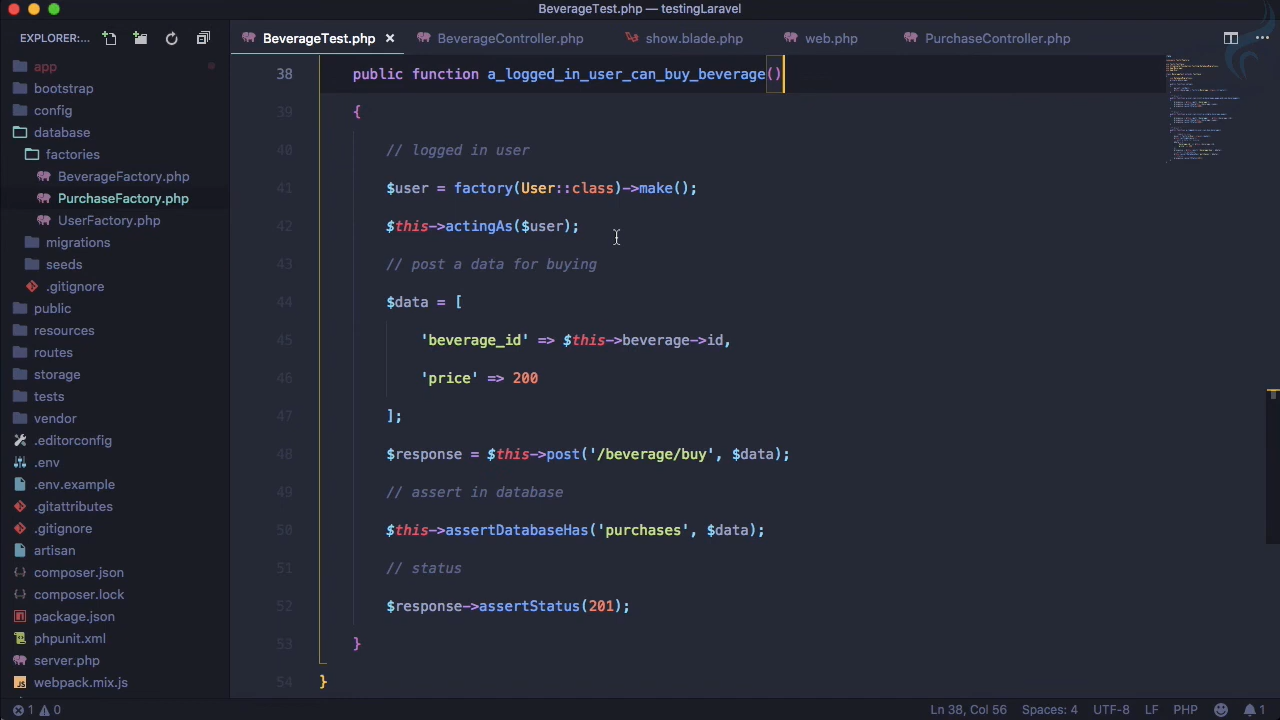 BeverageTest.php — testingLaravel
EXPLORER:...
BeverageTest.php
BeverageController.php
show.blade.php
web.php
PurchaseController.php
app
bootstrap
config
database
factories
BeverageFactory.php
PurchaseFactory.php
UserFactory.php
migrations
seeds
.gitignore
public
resources
routes
storage
tests
vendor
.editorconfig
.env
.env.example
.gitattributes
.gitignore
artisan
composer.json
composer.lock
package.json
phpunit.xml
server.php
webpack.mix.js
38 public function a_logged_in_user_can_buy_beverage()
39 {
40 // logged in user
41 $user = factory(User::class)->make();
42 $this->actingAs($user);
43 // post a data for buying
44 $data = [
45 'beverage_id' => $this->beverage->id,
46 'price' => 200
47 ];
48 $response = $this->post('/beverage/buy', $data);
49 // assert in database
50 $this->assertDatabaseHas('purchases', $data);
51 // status
52 $response->assertStatus(201);
53 }
54 }
1 0 Ln 38, Col 56 Spaces: 4 UTF-8 LF PHP 1